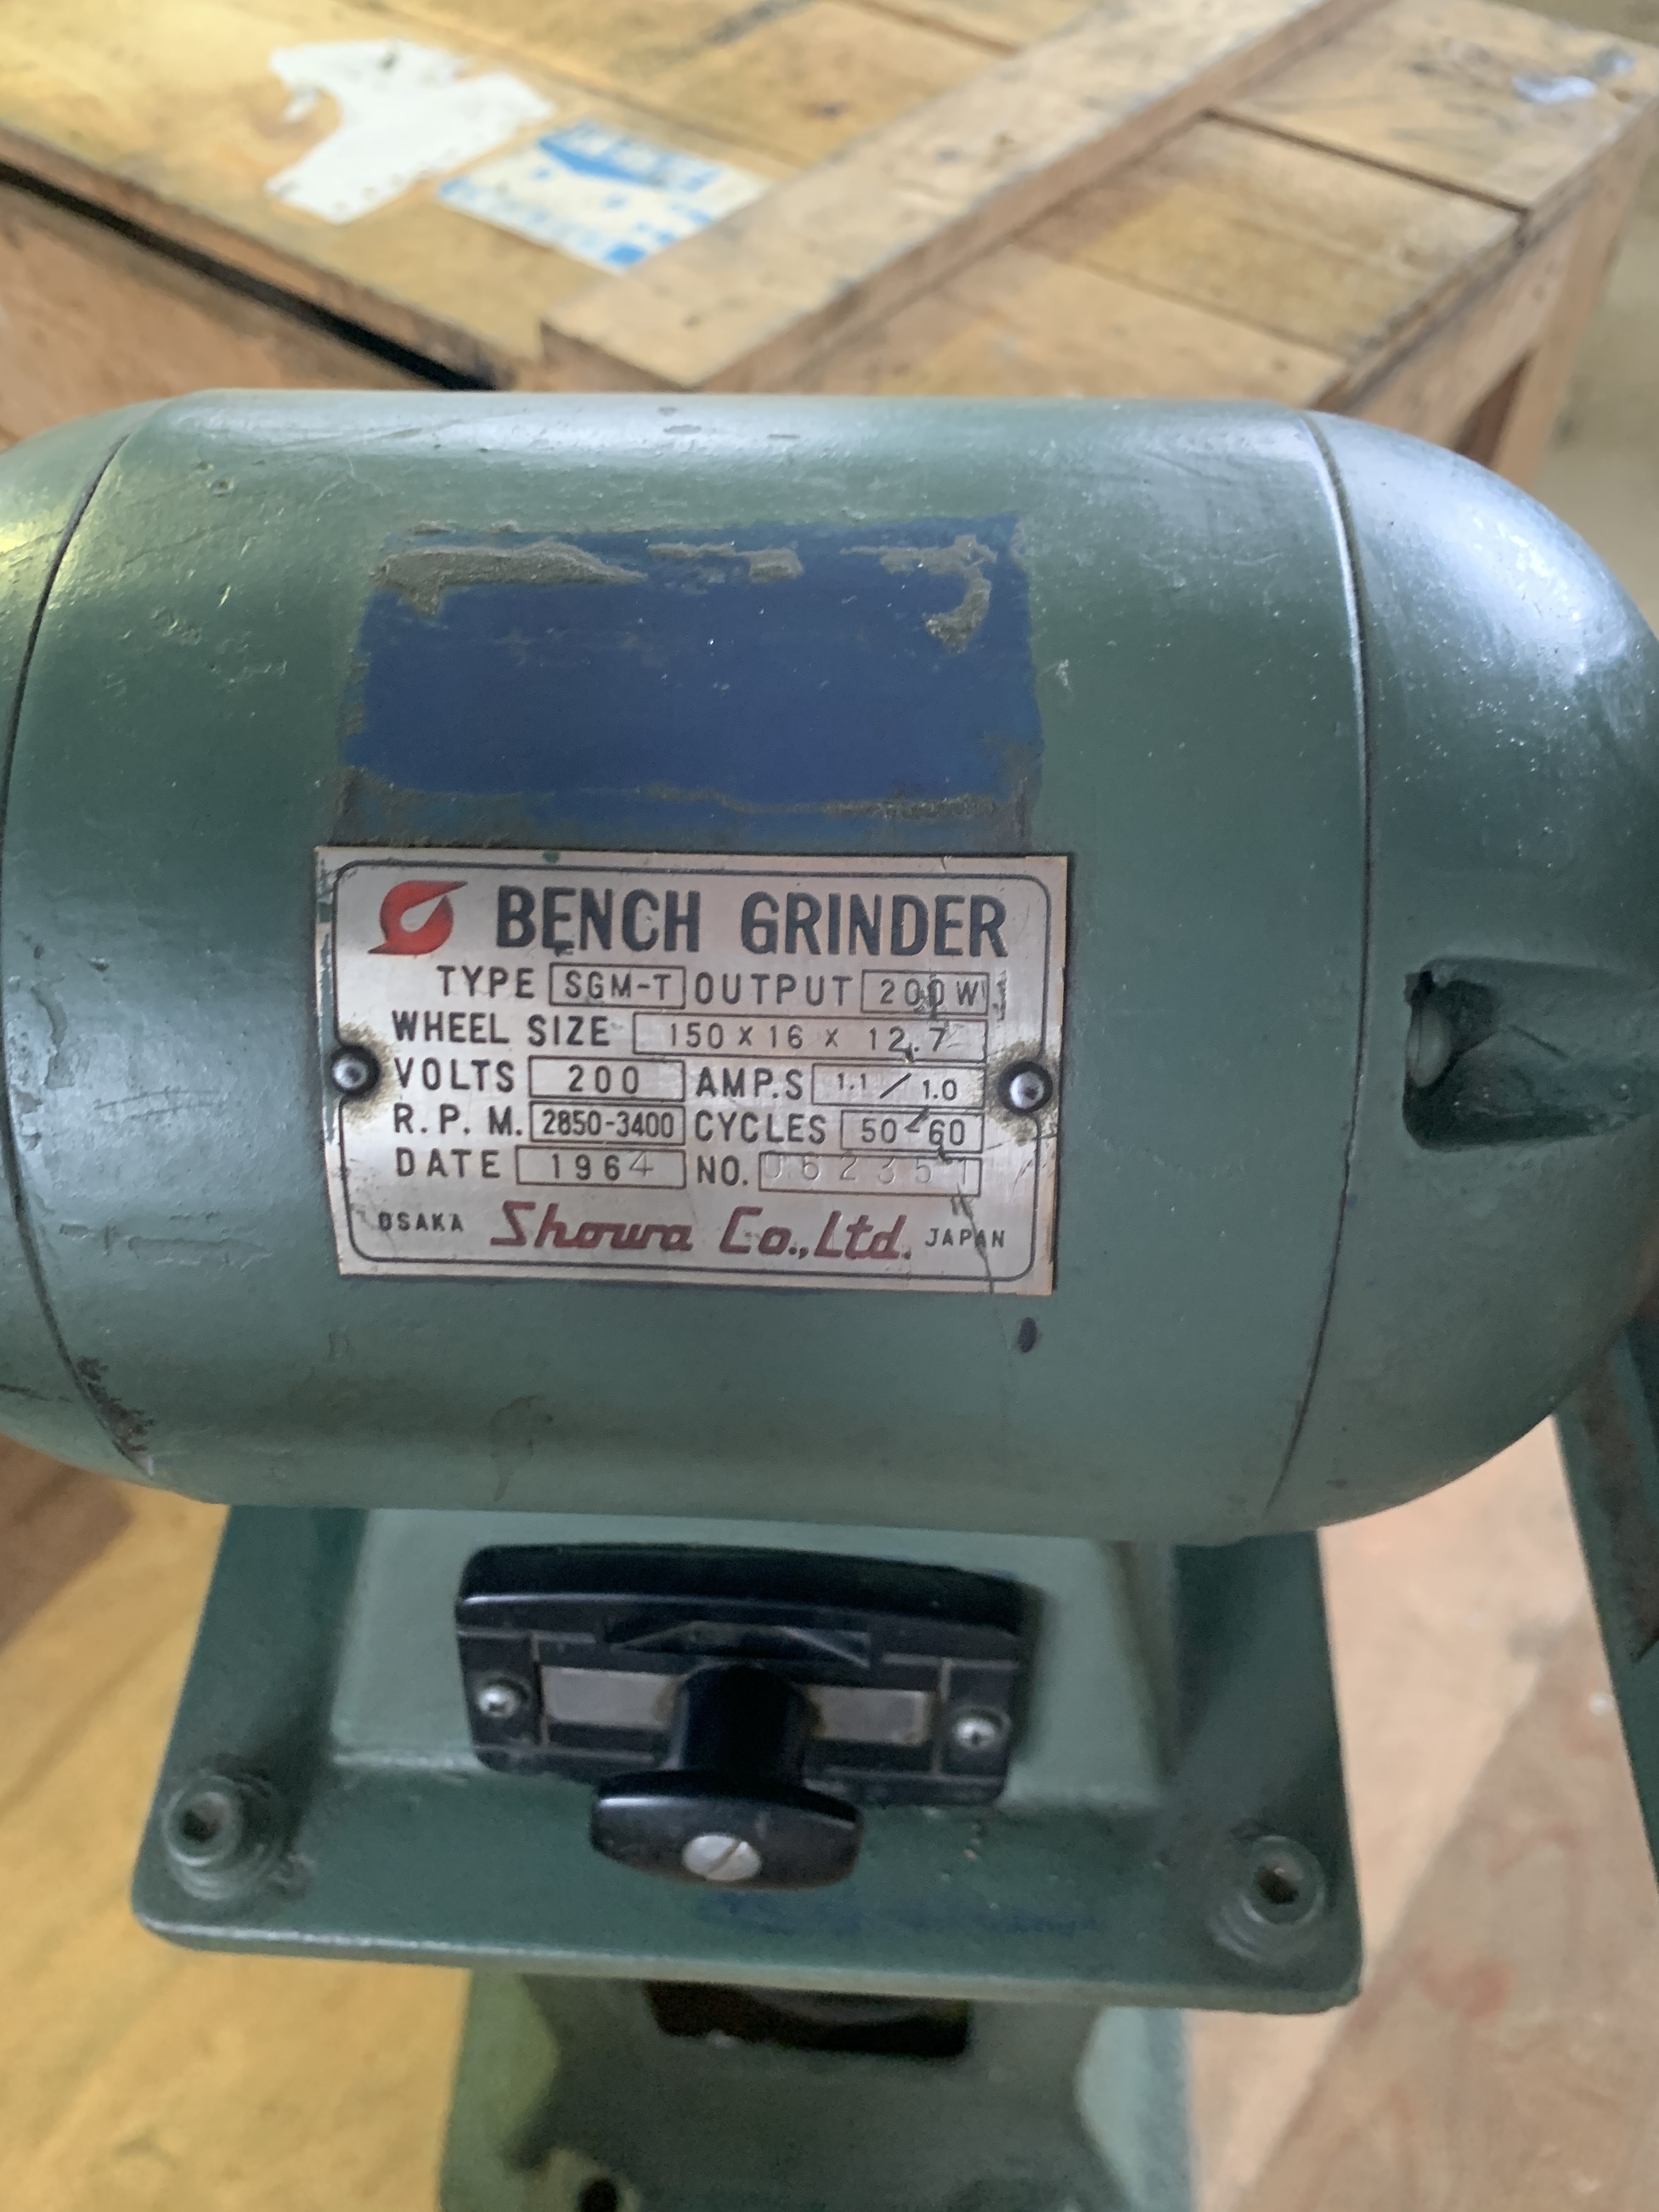 BENCH GRINDER
TYPE SGM-T OUTPUT 200W
WHEEL SIZE 150 x 16 x 12.7
VOLTS 200 AMP.S 1.1 / 1.0
R.P.M. 2850-3400 CYCLES 50-60
DATE 1964 NO. 062351
OSAKA Showa Co.,Ltd. JAPAN